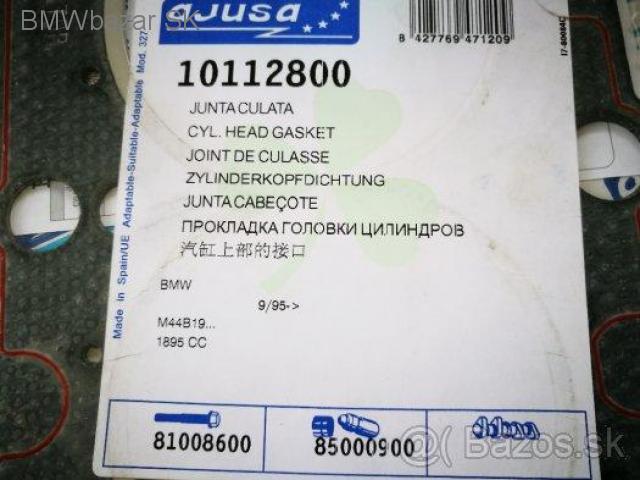 BMWbazar SK
ajusa
8 427769 471209
10112800
JUNTA CULATA
CYL. HEAD GASKET
JOINT DE CULASSE
ZYLINDERKOPFDICHTUNG
JUNTA CABEÇOTE
ПРОКЛАДКА ГОЛОВКИ ЦИЛИНДРОВ
汽缸上部的接口
BMW
9/95->
M44B19...
1895 CC
81008600
85000900
Made in Spain/UE Adaptable-Suitable-Adaptable Mod. 327
Bazos.sk